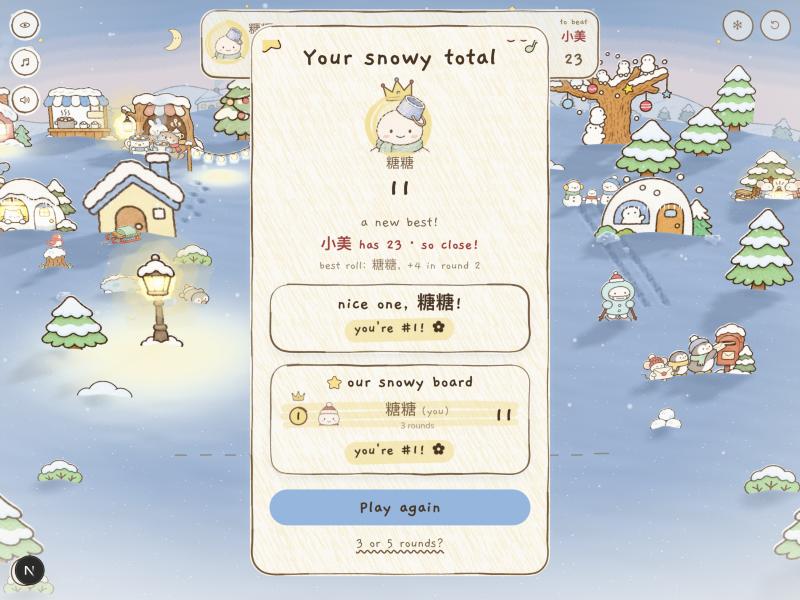 糖糖
to beat
小美
23
Your snowy total
糖糖
11
a new best!
小美 has 23 · so close!
best roll: 糖糖, +4 in round 2
nice one, 糖糖!
you're #1! ✿
our snowy board
1 糖糖 (you) 11
3 rounds
you're #1! ✿
Play again
3 or 5 rounds?
N